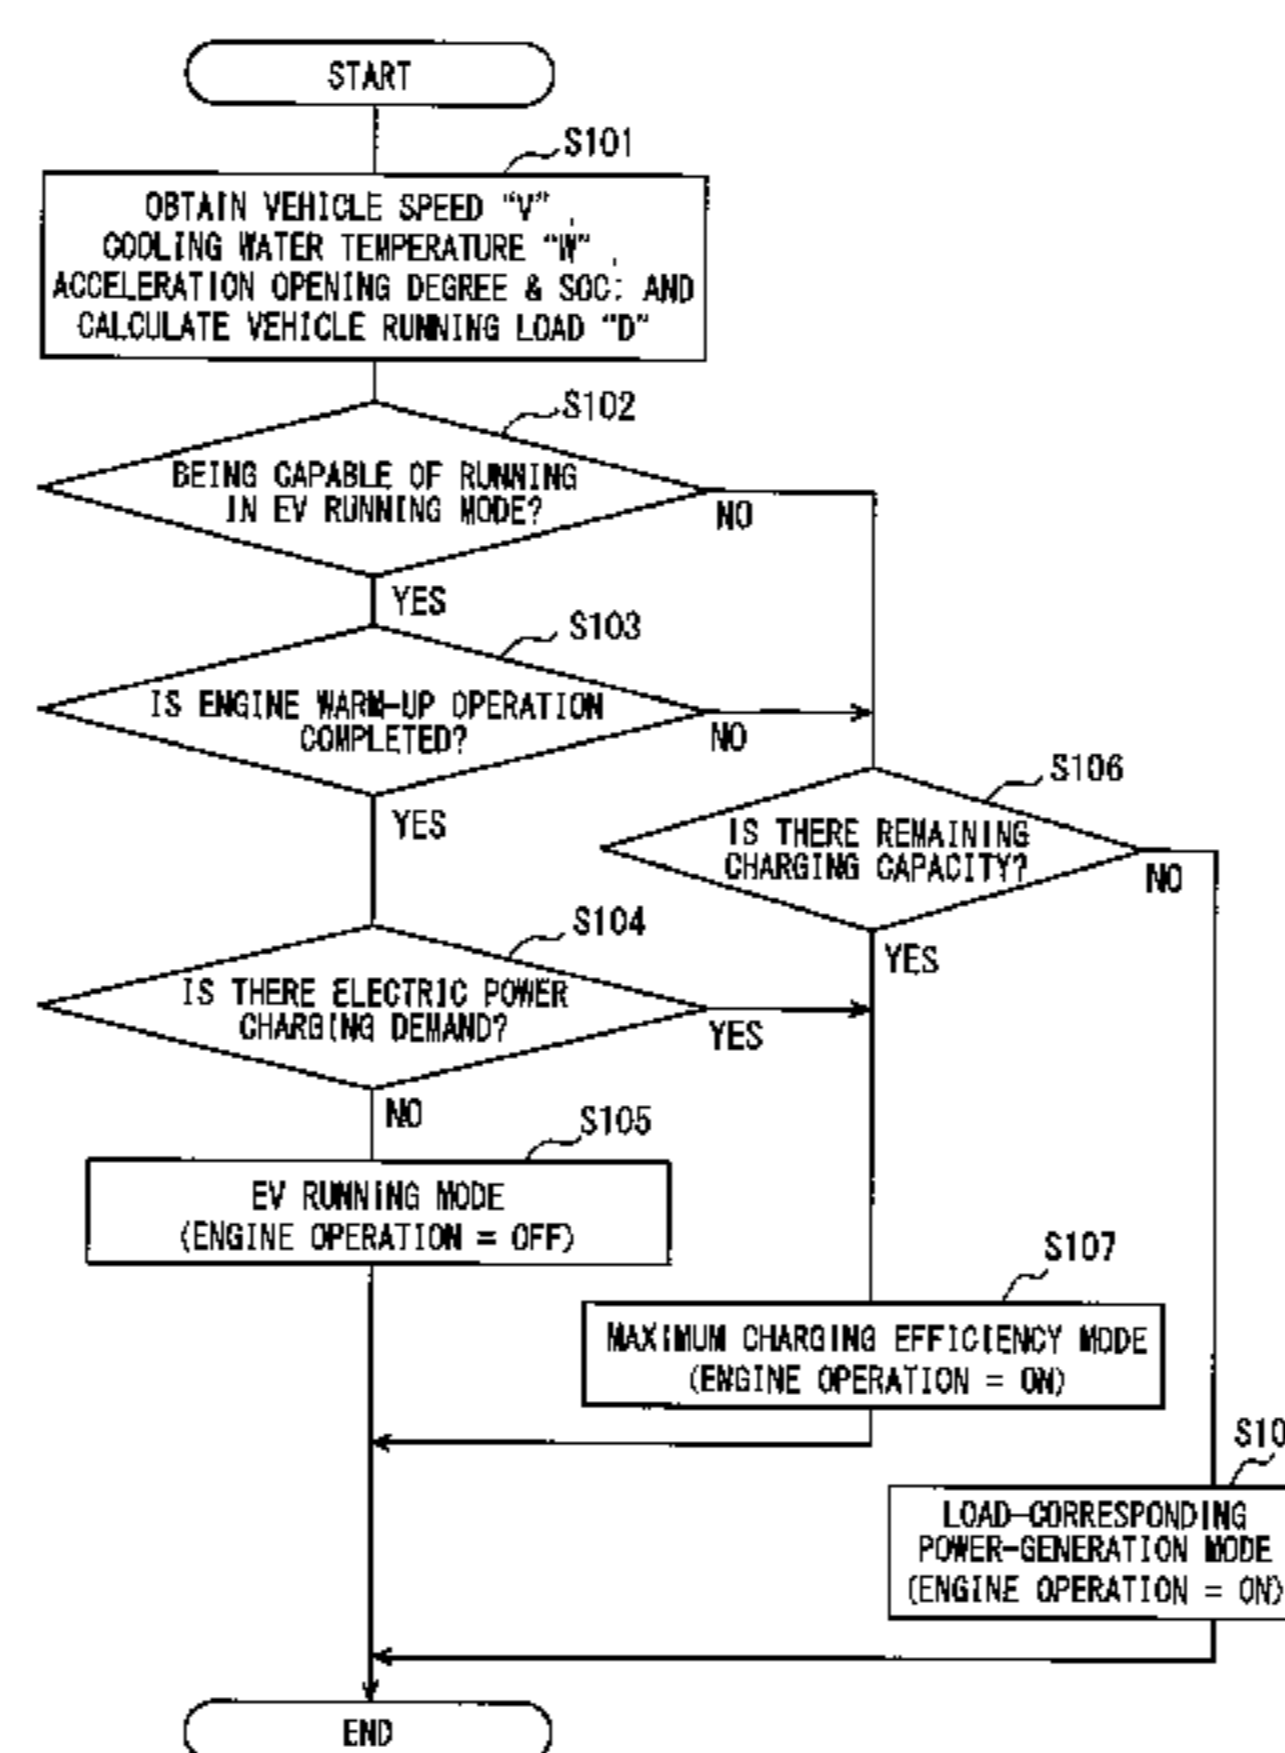 START
S101
OBTAIN VEHICLE SPEED "V",
COOLING WATER TEMPERATURE "W",
ACCELERATION OPENING DEGREE & SOC; AND
CALCULATE VEHICLE RUNNING LOAD "D"
S102
BEING CAPABLE OF RUNNING
IN EV RUNNING MODE?
NO
YES
S103
IS ENGINE WARM-UP OPERATION
COMPLETED?
NO
YES
S106
IS THERE REMAINING
CHARGING CAPACITY?
NO
YES
S104
IS THERE ELECTRIC POWER
CHARGING DEMAND?
YES
NO
S105
EV RUNNING MODE
(ENGINE OPERATION = OFF)
S107
MAXIMUM CHARGING EFFICIENCY MODE
(ENGINE OPERATION = ON)
S10
LOAD-CORRESPONDING
POWER-GENERATION MODE
(ENGINE OPERATION = ON)
END